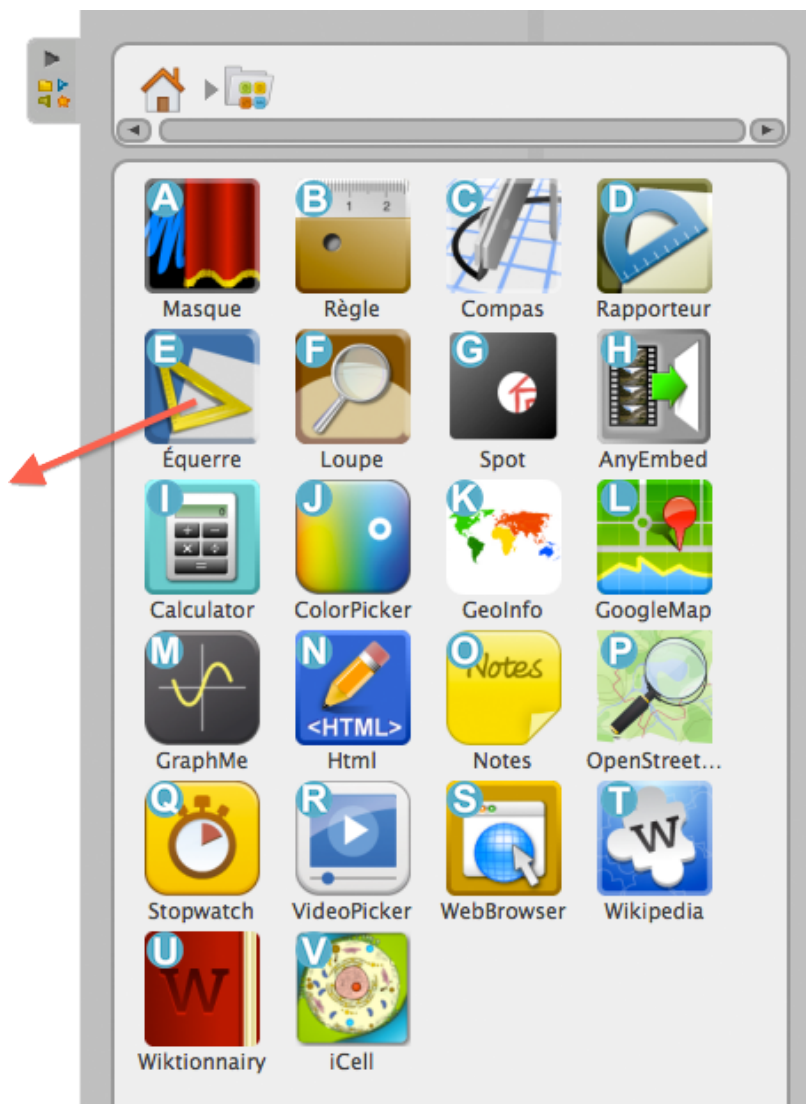 A B C D
1 2
Masque Règle Compas Rapporteur
E F G H
Équerre Loupe Spot AnyEmbed
I J K L
0
Calculator ColorPicker GeoInfo GoogleMap
M N O P
Notes
<HTML>
GraphMe Html Notes OpenStreet...
Q R S T
W
Stopwatch VideoPicker WebBrowser Wikipedia
U V
W
Wiktionnairy iCell